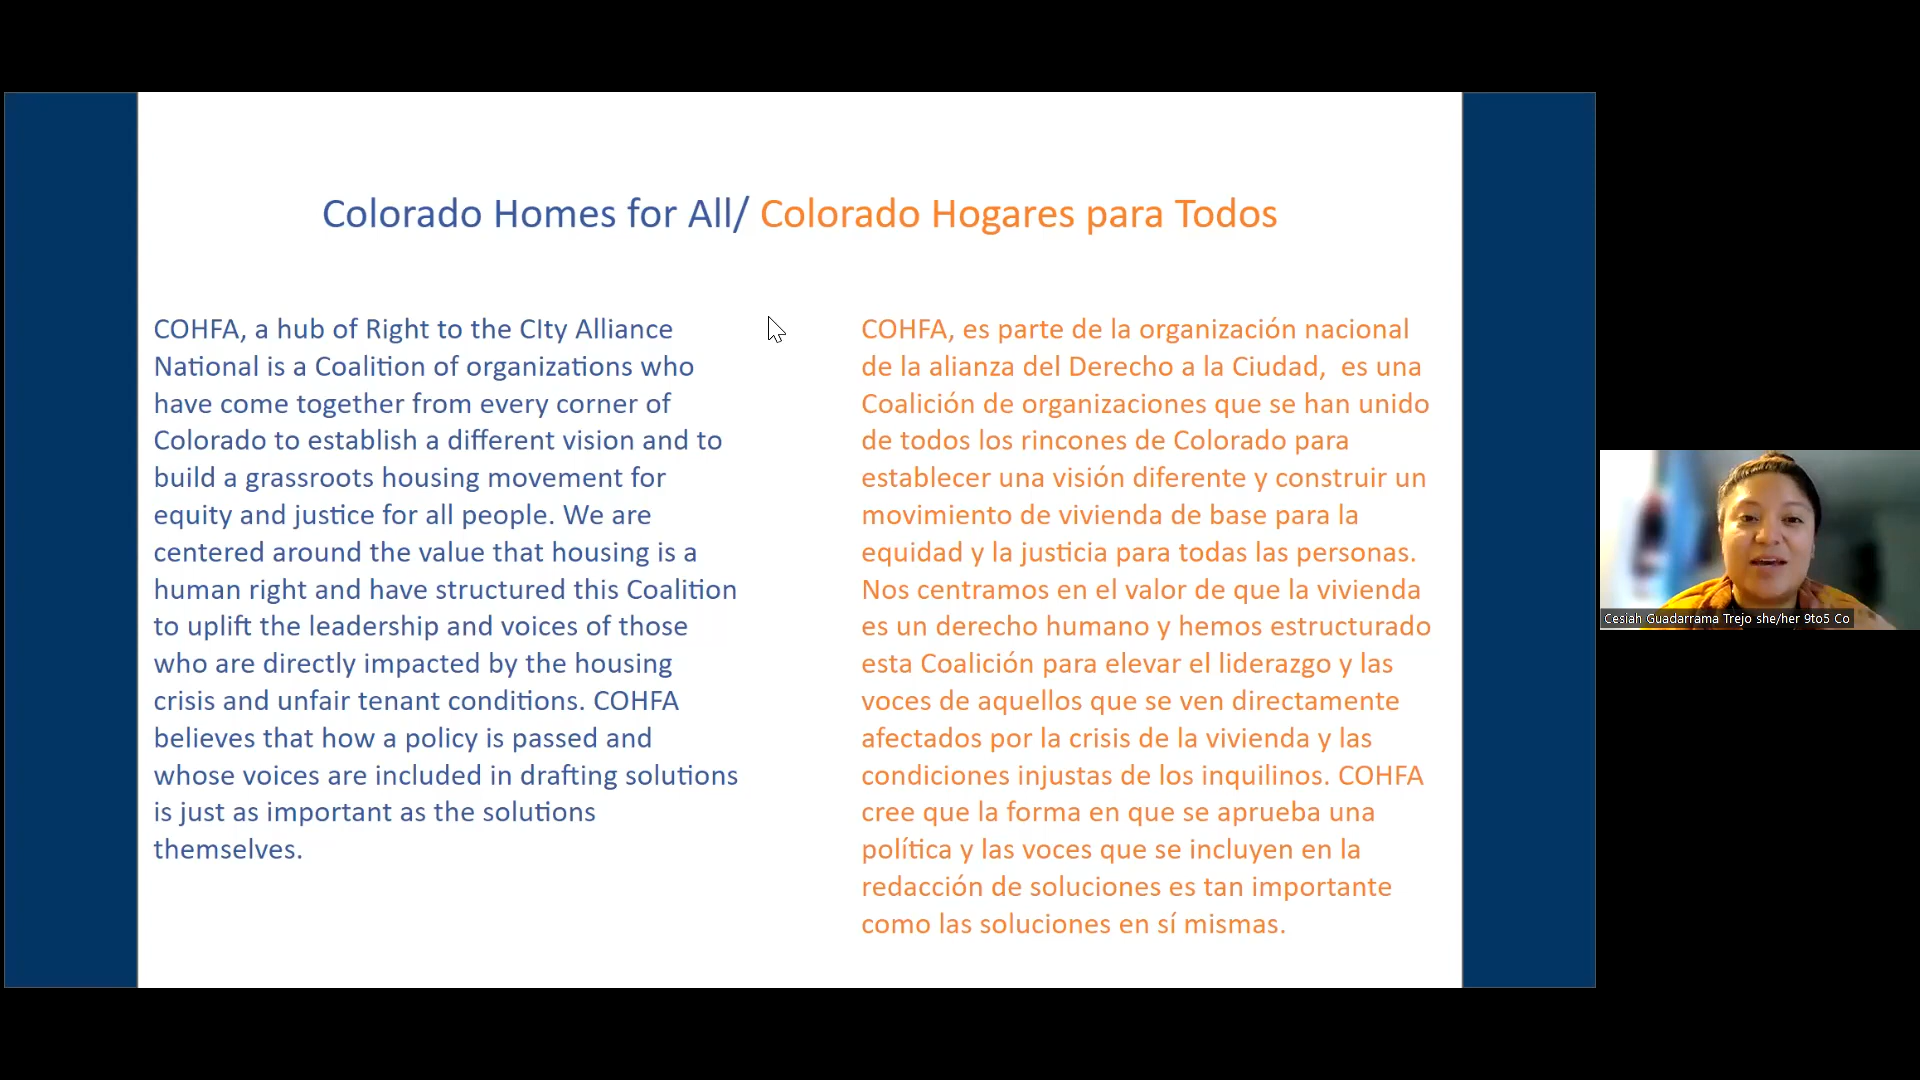 Colorado Homes for All/ Colorado Hogares para Todos
COHFA, a hub of Right to the CIty Alliance
National is a Coalition of organizations who
have come together from every corner of
Colorado to establish a different vision and to
build a grassroots housing movement for
equity and justice for all people. We are
centered around the value that housing is a
human right and have structured this Coalition
to uplift the leadership and voices of those
who are directly impacted by the housing
crisis and unfair tenant conditions. COHFA
believes that how a policy is passed and
whose voices are included in drafting solutions
is just as important as the solutions
themselves.
COHFA, es parte de la organización nacional
de la alianza del Derecho a la Ciudad,  es una
Coalición de organizaciones que se han unido
de todos los rincones de Colorado para
establecer una visión diferente y construir un
movimiento de vivienda de base para la
equidad y la justicia para todas las personas.
Nos centramos en el valor de que la vivienda
es un derecho humano y hemos estructurado
esta Coalición para elevar el liderazgo y las
voces de aquellos que se ven directamente
afectados por la crisis de la vivienda y las
condiciones injustas de los inquilinos. COHFA
cree que la forma en que se aprueba una
política y las voces que se incluyen en la
redacción de soluciones es tan importante
como las soluciones en sí mismas.
Cesiah Guadarrama Trejo she/her 9to5 Co